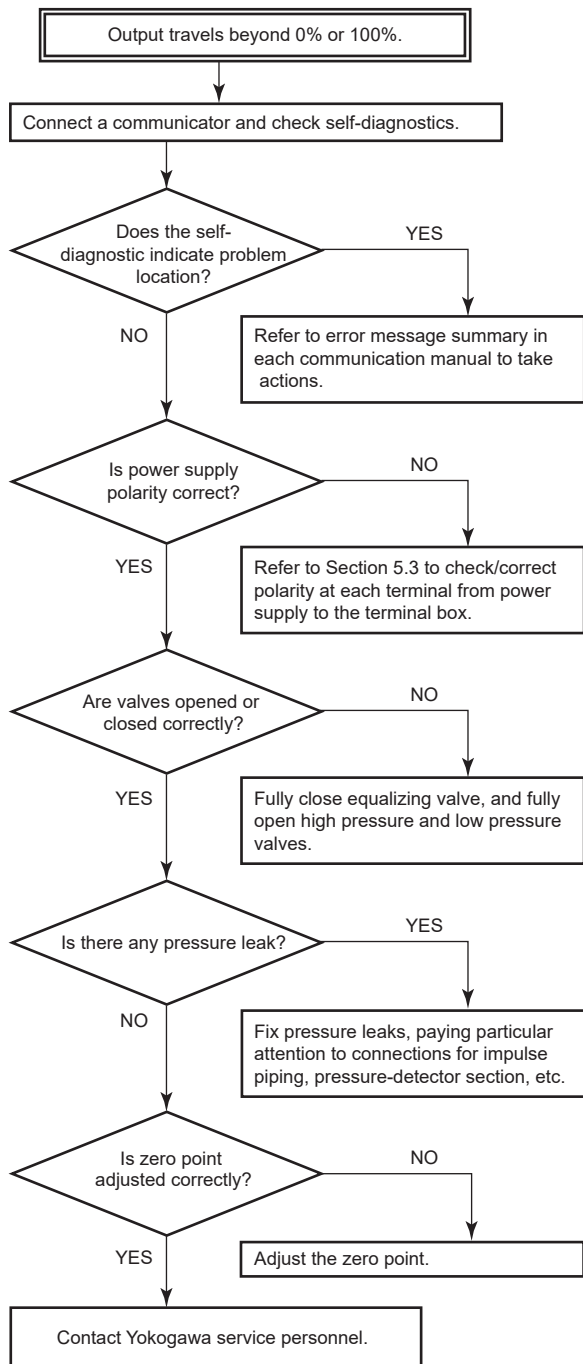 Output travels beyond 0% or 100%.
Connect a communicator and check self-diagnostics.
Does the self-
diagnostic indicate problem
location?
YES
NO
Refer to error message summary in
each communication manual to take
actions.
Is power supply
polarity correct?
NO
YES
Refer to Section 5.3 to check/correct
polarity at each terminal from power
supply to the terminal box.
Are valves opened or
closed correctly?
NO
YES
Fully close equalizing valve, and fully
open high pressure and low pressure
valves.
Is there any pressure leak?
YES
NO
Fix pressure leaks, paying particular
attention to connections for impulse
piping, pressure-detector section, etc.
Is zero point
adjusted correctly?
NO
YES
Adjust the zero point.
Contact Yokogawa service personnel.